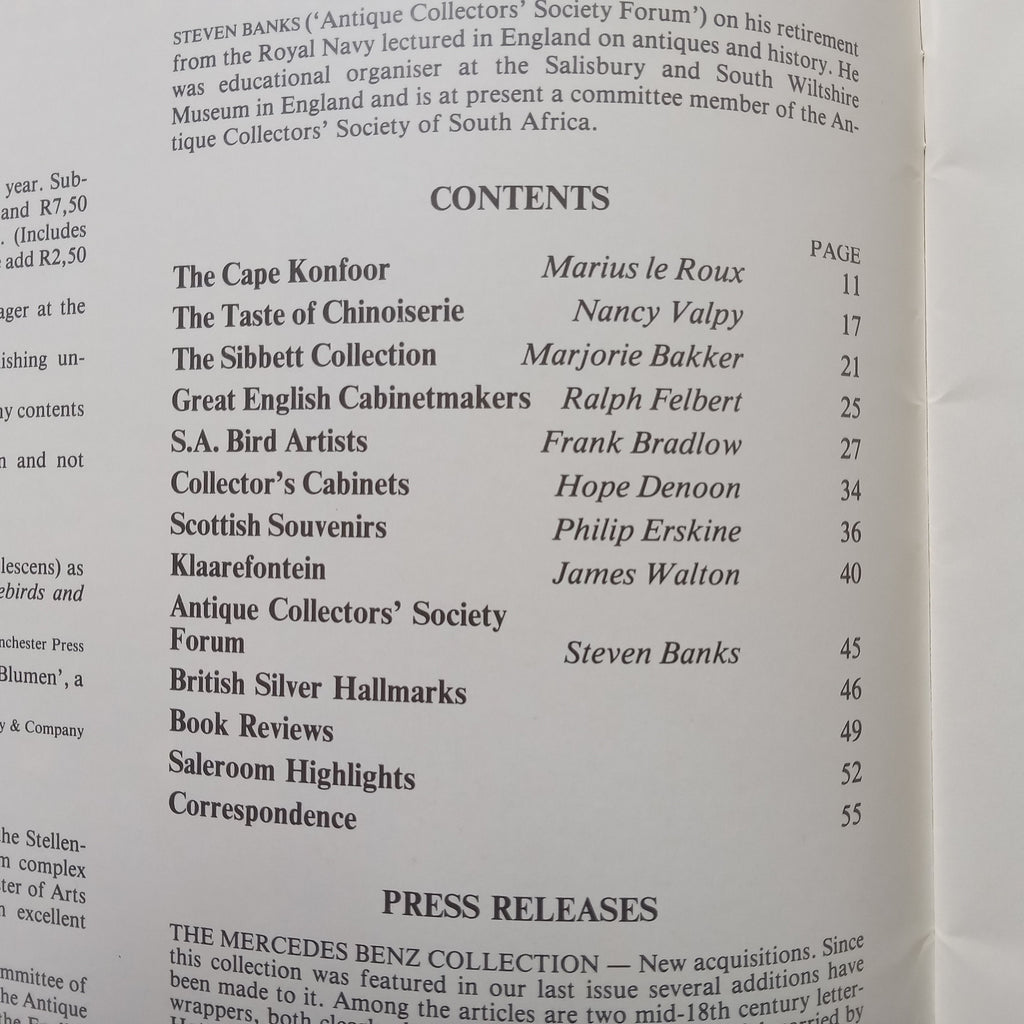 year. Sub-
and R7,50
. (Includes
add R2,50
ager at the
ishing un-
contents
and not
lescens) as
ebirds and
nchester Press
Blumen', a
& Company
he Stellen-
complex
ter of Arts
excellent
mmittee of
he Antique
STEVEN BANKS ('Antique Collectors' Society Forum') on his retirement
from the Royal Navy lectured in England on antiques and history. He
was educational organiser at the Salisbury and South Wiltshire
Museum in England and is at present a committee member of the An-
tique Collectors' Society of South Africa.
CONTENTS
PAGE
The Cape Konfoor Marius le Roux 11
The Taste of Chinoiserie Nancy Valpy 17
The Sibbett Collection Marjorie Bakker 21
Great English Cabinetmakers Ralph Felbert 25
S.A. Bird Artists Frank Bradlow 27
Collector's Cabinets Hope Denoon 34
Scottish Souvenirs Philip Erskine 36
Klaarefontein James Walton 40
Antique Collectors' Society
Forum Steven Banks 45
British Silver Hallmarks 46
Book Reviews 49
Saleroom Highlights 52
Correspondence 55
PRESS RELEASES
THE MERCEDES BENZ COLLECTION — New acquisitions. Since
this collection was featured in our last issue several additions have
been made to it. Among the articles are two mid-18th century letter-
wrappers, both